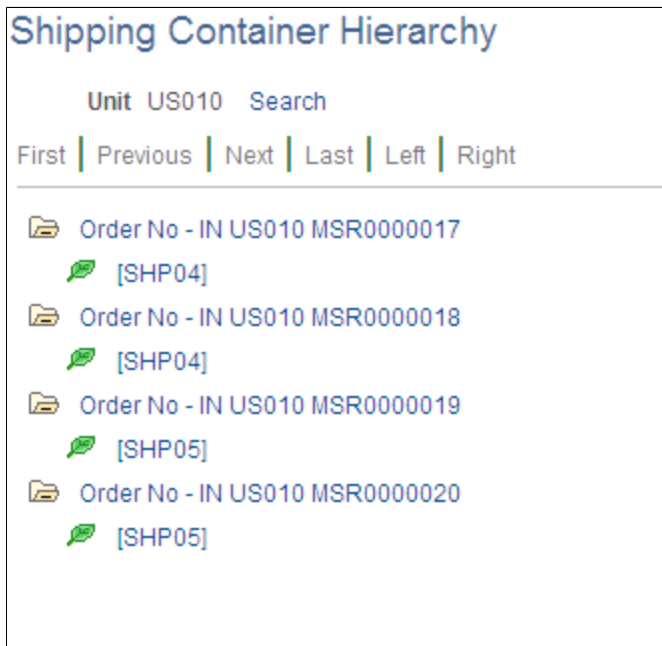 Shipping Container Hierarchy
Unit US010 Search
First | Previous | Next | Last | Left | Right
Order No - IN US010 MSR0000017
[SHP04]
Order No - IN US010 MSR0000018
[SHP04]
Order No - IN US010 MSR0000019
[SHP05]
Order No - IN US010 MSR0000020
[SHP05]